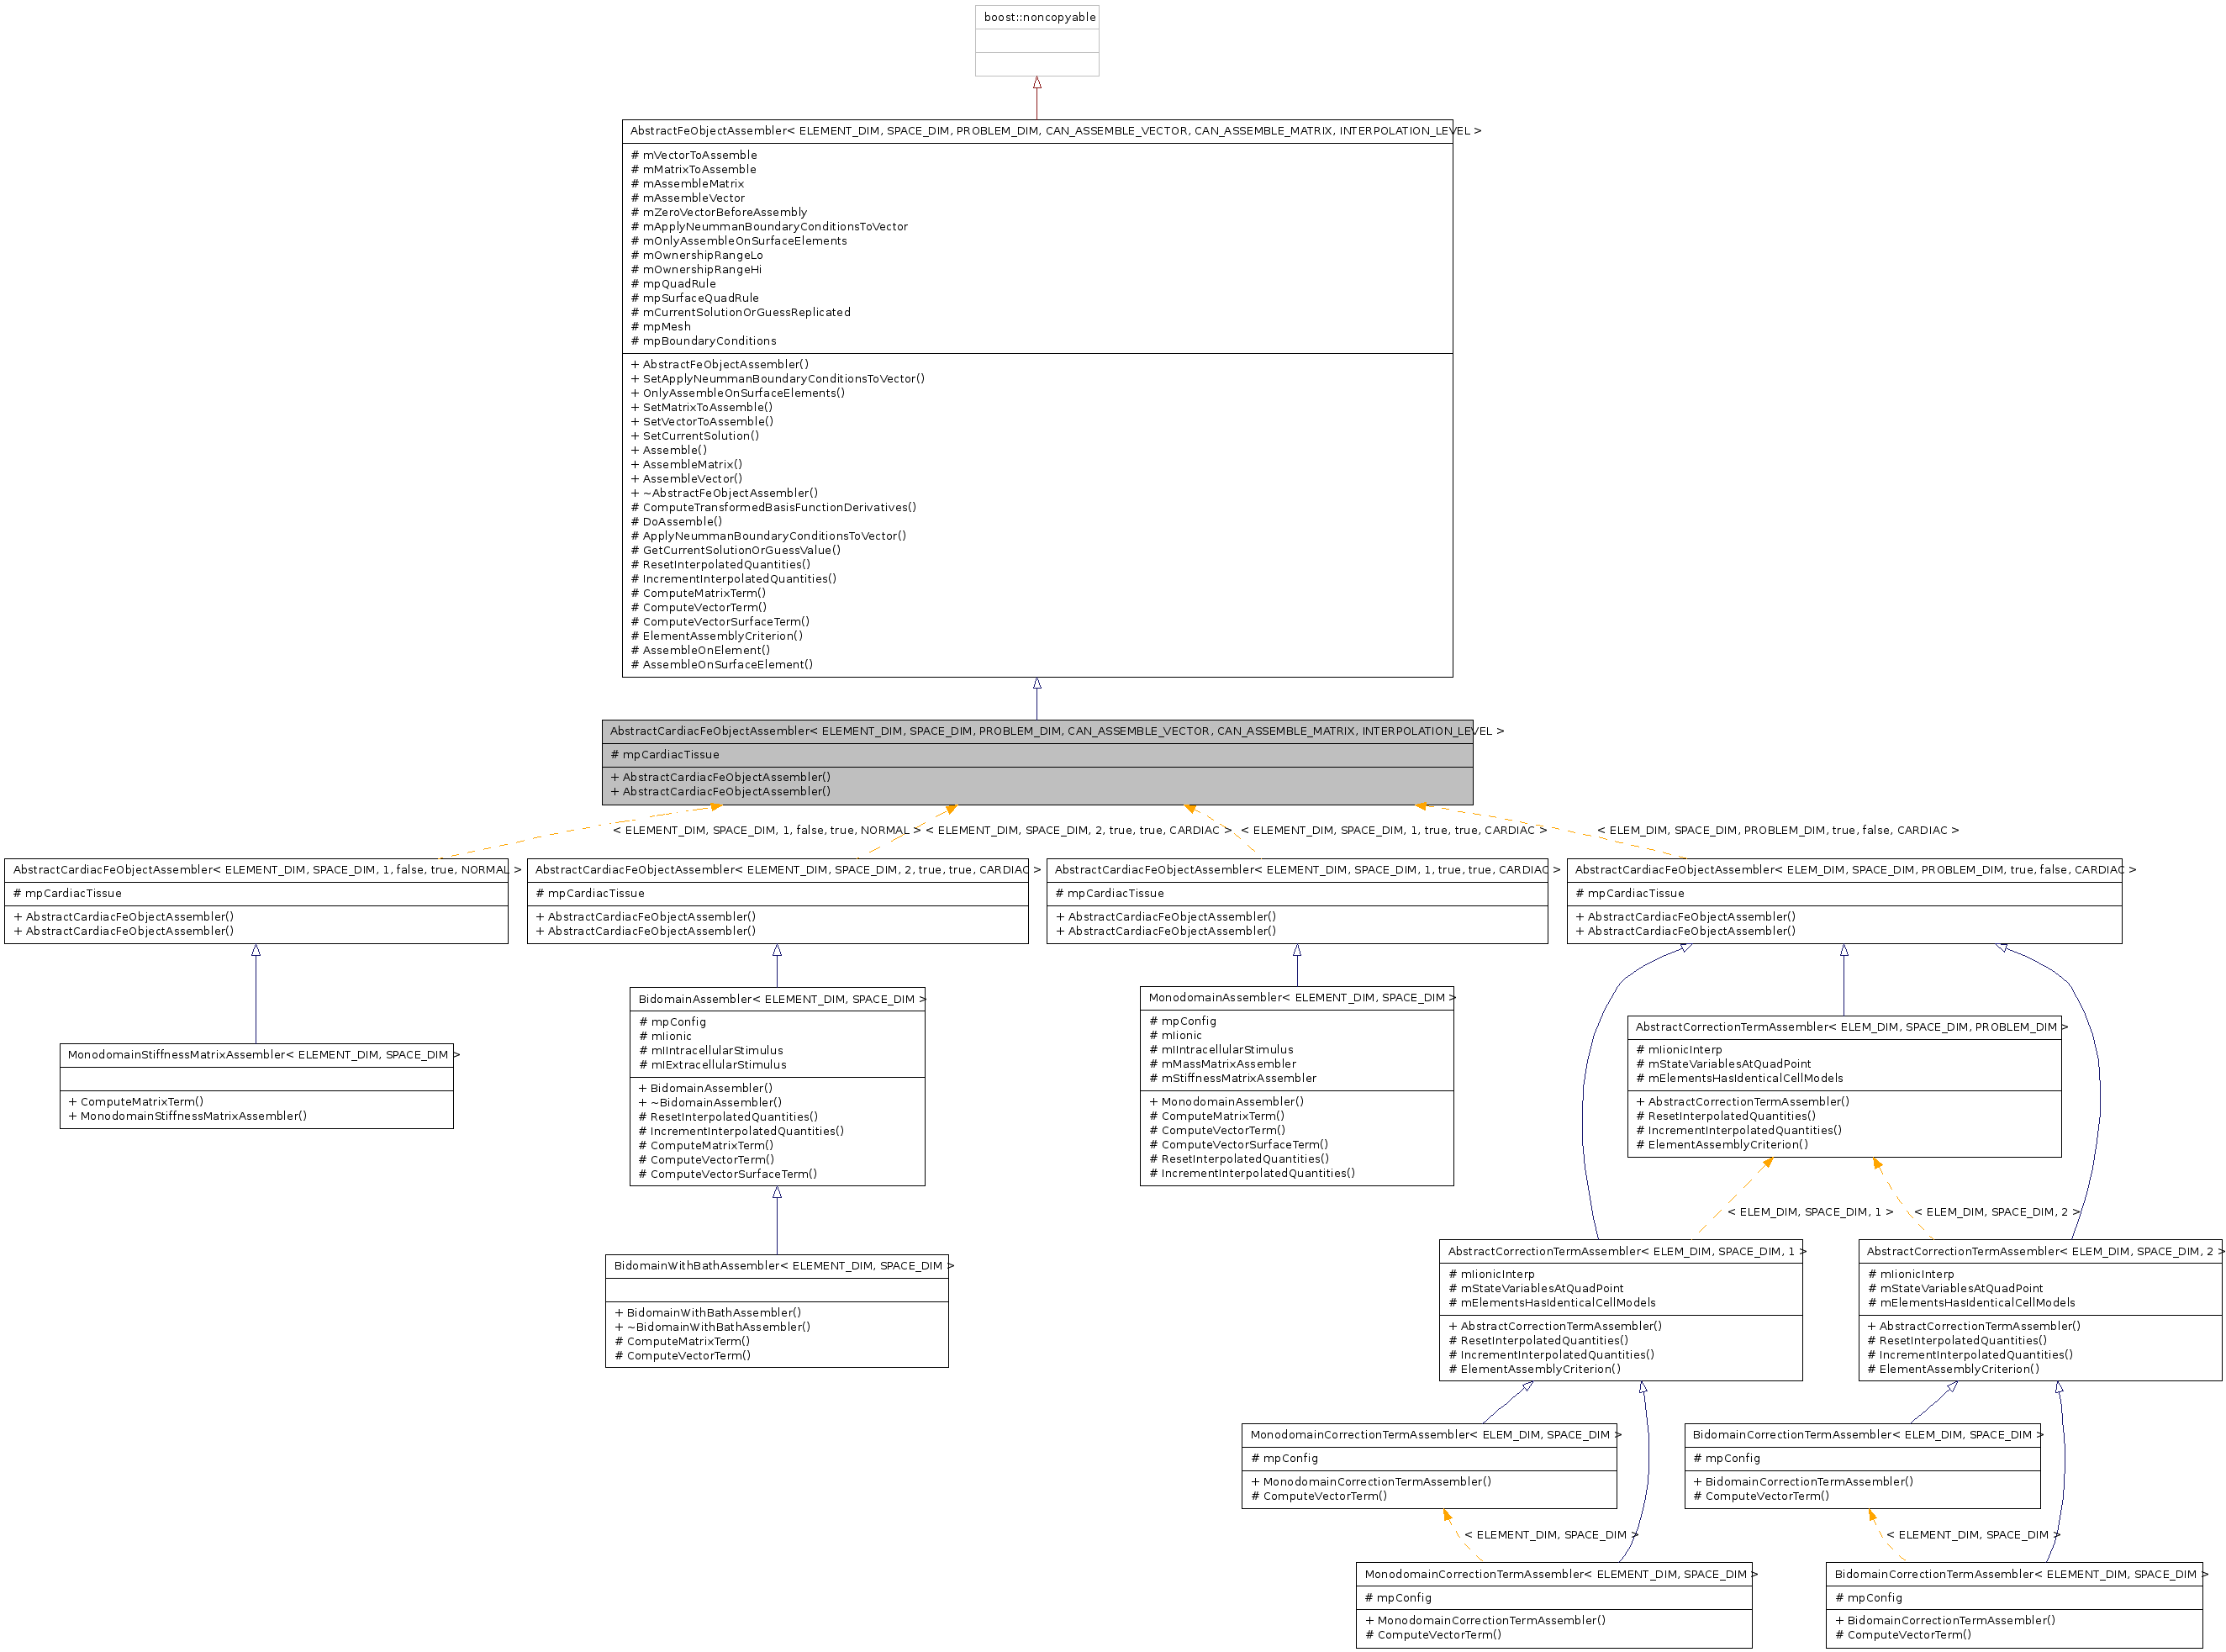 boost::noncopyable
AbstractFeObjectAssembler< ELEMENT_DIM, SPACE_DIM, PROBLEM_DIM, CAN_ASSEMBLE_VECTOR, CAN_ASSEMBLE_MATRIX, INTERPOLATION_LEVEL >
# mVectorToAssemble
# mMatrixToAssemble
# mAssembleMatrix
# mAssembleVector
# mZeroVectorBeforeAssembly
# mApplyNeummanBoundaryConditionsToVector
# mOnlyAssembleOnSurfaceElements
# mOwnershipRangeLo
# mOwnershipRangeHi
# mpQuadRule
# mpSurfaceQuadRule
# mCurrentSolutionOrGuessReplicated
# mpMesh
# mpBoundaryConditions
+ AbstractFeObjectAssembler()
+ SetApplyNeummanBoundaryConditionsToVector()
+ OnlyAssembleOnSurfaceElements()
+ SetMatrixToAssemble()
+ SetVectorToAssemble()
+ SetCurrentSolution()
+ Assemble()
+ AssembleMatrix()
+ AssembleVector()
+ ~AbstractFeObjectAssembler()
# ComputeTransformedBasisFunctionDerivatives()
# DoAssemble()
# ApplyNeummanBoundaryConditionsToVector()
# GetCurrentSolutionOrGuessValue()
# ResetInterpolatedQuantities()
# IncrementInterpolatedQuantities()
# ComputeMatrixTerm()
# ComputeVectorTerm()
# ComputeVectorSurfaceTerm()
# ElementAssemblyCriterion()
# AssembleOnElement()
# AssembleOnSurfaceElement()
AbstractCardiacFeObjectAssembler< ELEMENT_DIM, SPACE_DIM, PROBLEM_DIM, CAN_ASSEMBLE_VECTOR, CAN_ASSEMBLE_MATRIX, INTERPOLATION_LEVEL >
# mpCardiacTissue
+ AbstractCardiacFeObjectAssembler()
+ AbstractCardiacFeObjectAssembler()
< ELEMENT_DIM, SPACE_DIM, 1, false, true, NORMAL >
< ELEMENT_DIM, SPACE_DIM, 2, true, true, CARDIAC >
< ELEMENT_DIM, SPACE_DIM, 1, true, true, CARDIAC >
< ELEM_DIM, SPACE_DIM, PROBLEM_DIM, true, false, CARDIAC >
AbstractCardiacFeObjectAssembler< ELEMENT_DIM, SPACE_DIM, 1, false, true, NORMAL >
# mpCardiacTissue
+ AbstractCardiacFeObjectAssembler()
+ AbstractCardiacFeObjectAssembler()
AbstractCardiacFeObjectAssembler< ELEMENT_DIM, SPACE_DIM, 2, true, true, CARDIAC >
# mpCardiacTissue
+ AbstractCardiacFeObjectAssembler()
+ AbstractCardiacFeObjectAssembler()
AbstractCardiacFeObjectAssembler< ELEMENT_DIM, SPACE_DIM, 1, true, true, CARDIAC >
# mpCardiacTissue
+ AbstractCardiacFeObjectAssembler()
+ AbstractCardiacFeObjectAssembler()
AbstractCardiacFeObjectAssembler< ELEM_DIM, SPACE_DIM, PROBLEM_DIM, true, false, CARDIAC >
# mpCardiacTissue
+ AbstractCardiacFeObjectAssembler()
+ AbstractCardiacFeObjectAssembler()
MonodomainStiffnessMatrixAssembler< ELEMENT_DIM, SPACE_DIM >
+ ComputeMatrixTerm()
+ MonodomainStiffnessMatrixAssembler()
BidomainAssembler< ELEMENT_DIM, SPACE_DIM >
# mpConfig
# mIionic
# mIIntracellularStimulus
# mIExtracellularStimulus
+ BidomainAssembler()
+ ~BidomainAssembler()
# ResetInterpolatedQuantities()
# IncrementInterpolatedQuantities()
# ComputeMatrixTerm()
# ComputeVectorTerm()
# ComputeVectorSurfaceTerm()
MonodomainAssembler< ELEMENT_DIM, SPACE_DIM >
# mpConfig
# mIionic
# mIIntracellularStimulus
# mMassMatrixAssembler
# mStiffnessMatrixAssembler
+ MonodomainAssembler()
# ComputeMatrixTerm()
# ComputeVectorTerm()
# ComputeVectorSurfaceTerm()
# ResetInterpolatedQuantities()
# IncrementInterpolatedQuantities()
AbstractCorrectionTermAssembler< ELEM_DIM, SPACE_DIM, PROBLEM_DIM >
# mIionicInterp
# mStateVariablesAtQuadPoint
# mElementsHasIdenticalCellModels
+ AbstractCorrectionTermAssembler()
# ResetInterpolatedQuantities()
# IncrementInterpolatedQuantities()
# ElementAssemblyCriterion()
< ELEM_DIM, SPACE_DIM, 1 >
< ELEM_DIM, SPACE_DIM, 2 >
BidomainWithBathAssembler< ELEMENT_DIM, SPACE_DIM >
+ BidomainWithBathAssembler()
+ ~BidomainWithBathAssembler()
# ComputeMatrixTerm()
# ComputeVectorTerm()
AbstractCorrectionTermAssembler< ELEM_DIM, SPACE_DIM, 1 >
# mIionicInterp
# mStateVariablesAtQuadPoint
# mElementsHasIdenticalCellModels
+ AbstractCorrectionTermAssembler()
# ResetInterpolatedQuantities()
# IncrementInterpolatedQuantities()
# ElementAssemblyCriterion()
AbstractCorrectionTermAssembler< ELEM_DIM, SPACE_DIM, 2 >
# mIionicInterp
# mStateVariablesAtQuadPoint
# mElementsHasIdenticalCellModels
+ AbstractCorrectionTermAssembler()
# ResetInterpolatedQuantities()
# IncrementInterpolatedQuantities()
# ElementAssemblyCriterion()
MonodomainCorrectionTermAssembler< ELEM_DIM, SPACE_DIM >
# mpConfig
+ MonodomainCorrectionTermAssembler()
# ComputeVectorTerm()
BidomainCorrectionTermAssembler< ELEM_DIM, SPACE_DIM >
# mpConfig
+ BidomainCorrectionTermAssembler()
# ComputeVectorTerm()
< ELEMENT_DIM, SPACE_DIM >
< ELEMENT_DIM, SPACE_DIM >
MonodomainCorrectionTermAssembler< ELEMENT_DIM, SPACE_DIM >
# mpConfig
+ MonodomainCorrectionTermAssembler()
# ComputeVectorTerm()
BidomainCorrectionTermAssembler< ELEMENT_DIM, SPACE_DIM >
# mpConfig
+ BidomainCorrectionTermAssembler()
# ComputeVectorTerm()